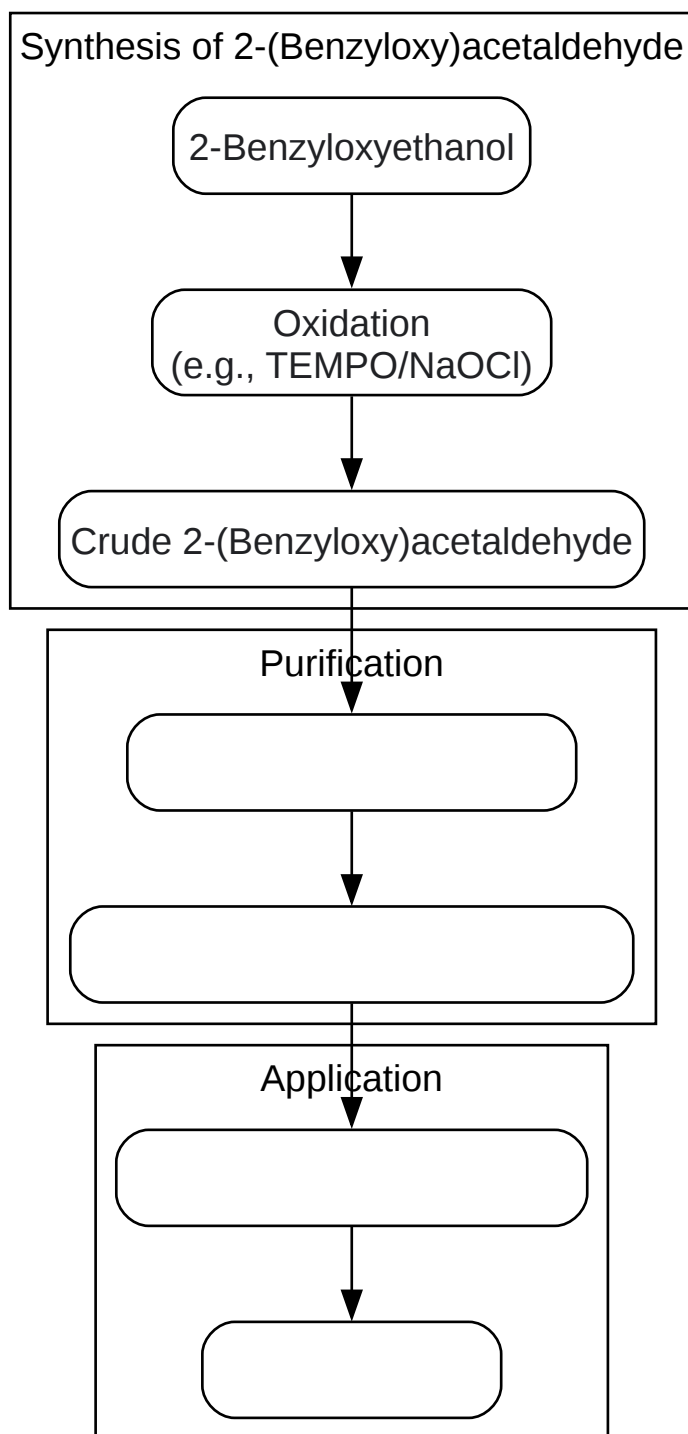 Synthesis of 2-(Benzyloxy)acetaldehyde
2-Benzyloxyethanol
Oxidation
(e.g., TEMPO/NaOCl)
Crude 2-(Benzyloxy)acetaldehyde
Purification
Application